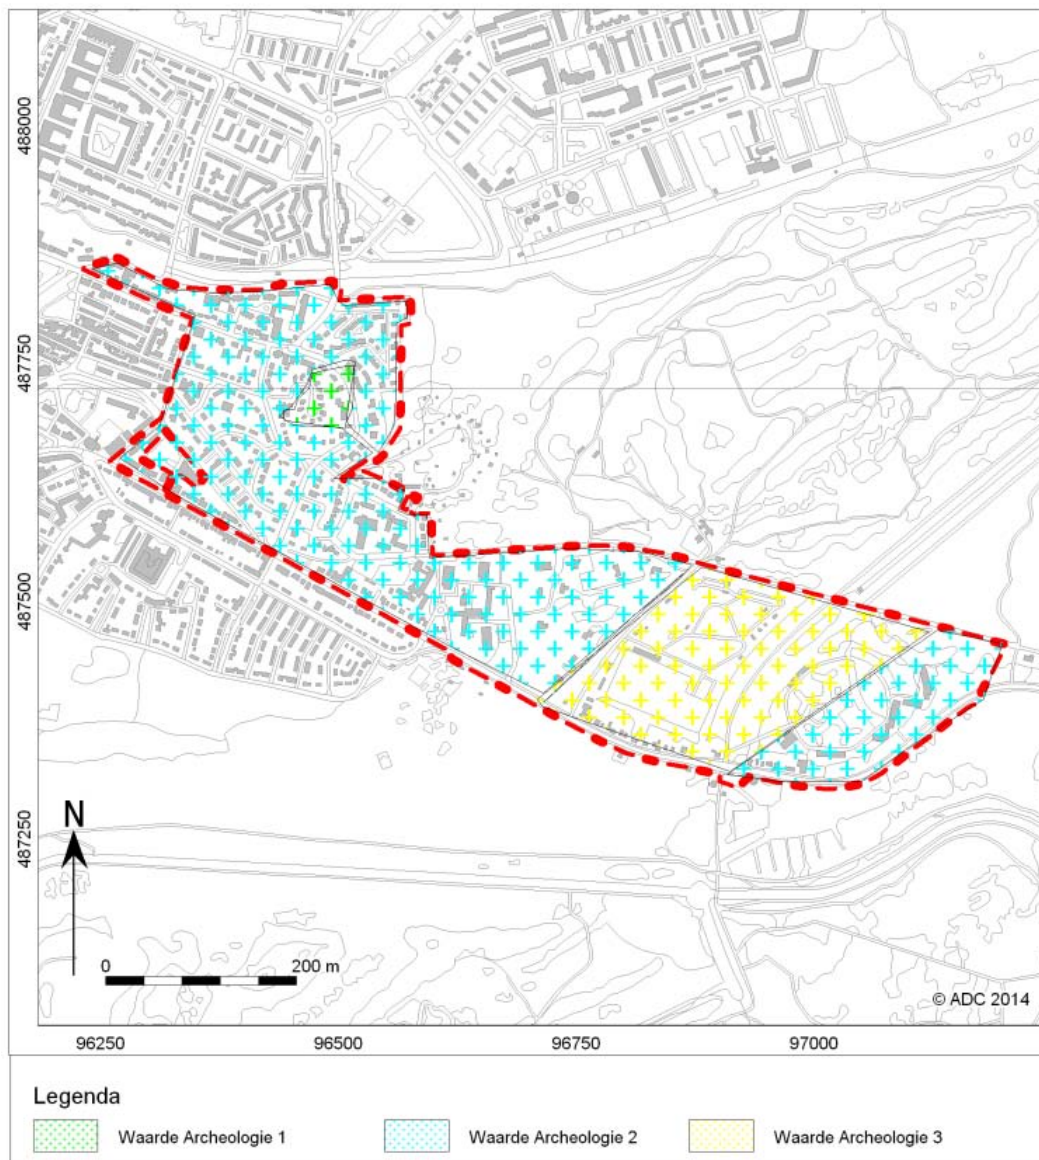 488000
487750
487500
487250
N
0 200 m
© ADC 2014
96250 96500 96750 97000
Legenda
Waarde Archeologie 1 Waarde Archeologie 2 Waarde Archeologie 3